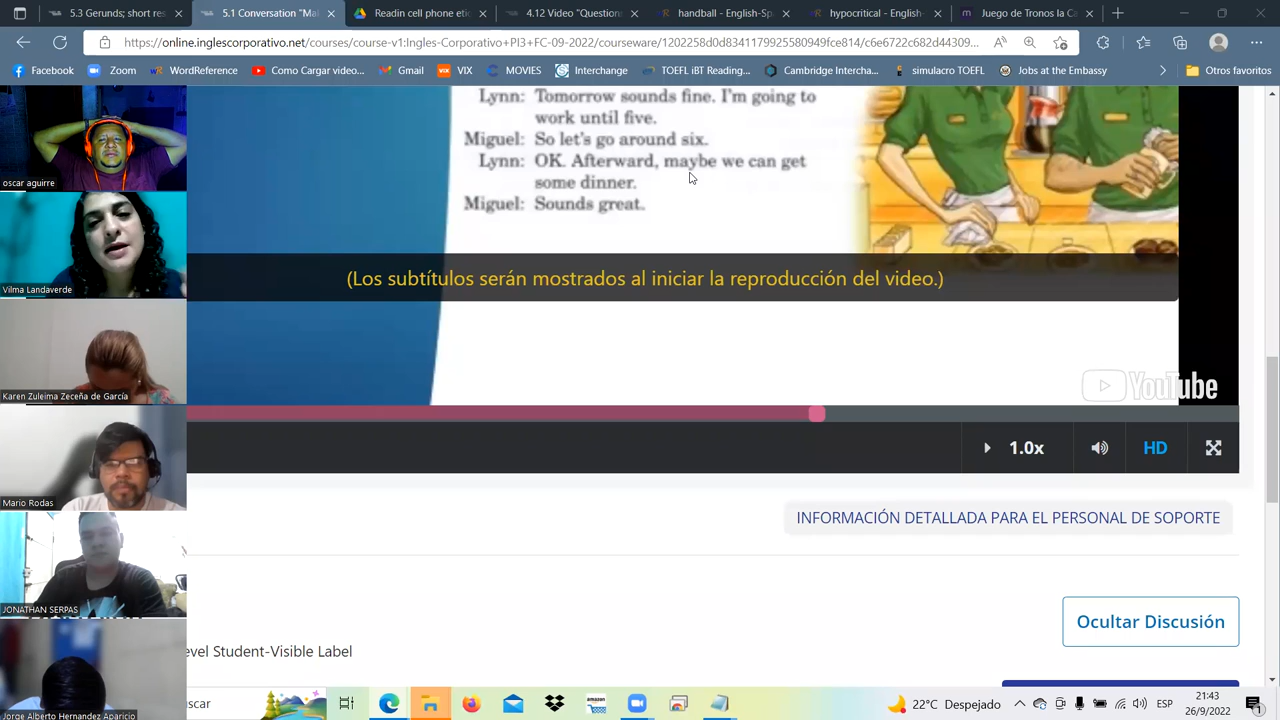 5.3 Gerunds; short res
5.1 Conversation "Mai
Readin cell phone eti
4.12 Video "Question
handball - English-Sp
hypocritical - English
Juego de Tronos la Ce
https://online.inglescorporativo.net/courses/course-v1:Ingles-Corporativo+PI3+FC-09-2022/courseware/1202258d0d8341179925580949fce814/c6e6722c682d44309...
Facebook
Zoom
WordReference
Como Cargar video...
Gmail
VIX
MOVIES
Interchange
TOEFL iBT Reading...
Cambridge Intercha...
simulacro TOEFL
Jobs at the Embassy
Otros favoritos
Lynn: Tomorrow sounds fine. I'm going to
work until five.
Miguel: So let's go around six.
Lynn: OK. Afterward, maybe we can get
some dinner.
Miguel: Sounds great.
(Los subtítulos serán mostrados al iniciar la reproducción del video.)
YouTube
1.0x
HD
INFORMACIÓN DETALLADA PARA EL PERSONAL DE SOPORTE
Ocultar Discusión
evel Student-Visible Label
oscar aguirre
Vilma Landaverde
Karen Zuleima Zeceña de García
Mario Rodas
JONATHAN SERPAS
Jorge Alberto Hernandez Aparicio
uscar
amazon
22°C Despejado
ESP
21:43
26/9/2022
1